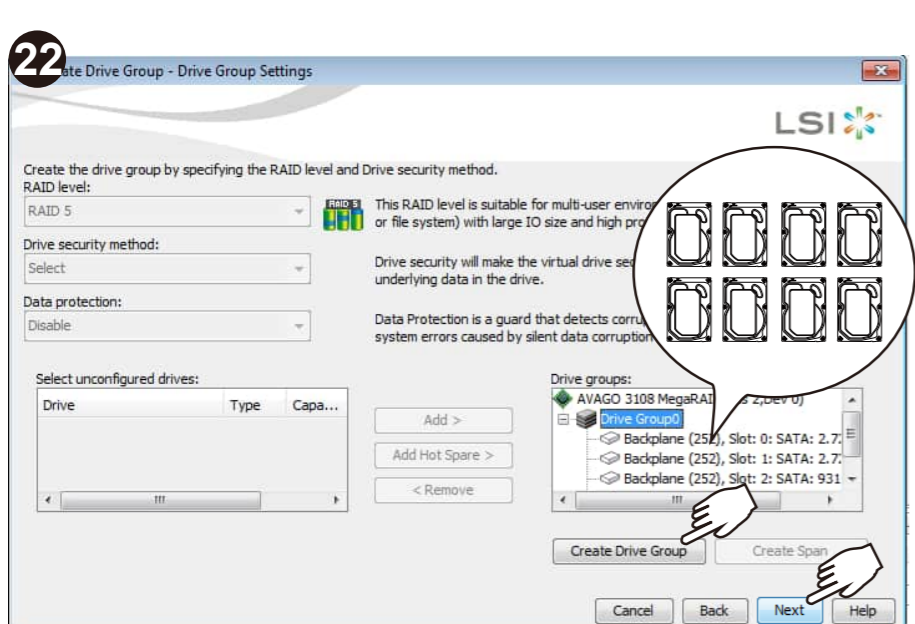 22
ate Drive Group - Drive Group Settings
LSI
Create the drive group by specifying the RAID level and Drive security method.
RAID level:
RAID 5
RAID 5
This RAID level is suitable for multi-user
or file system) with large IO size and high
Drive security method:
Select
Drive security will make the virtual drive
underlying data in the drive.
Data protection:
Disable
Data Protection is a guard that detects
system errors caused by silent data corruption
Select unconfigured drives:
Drive Type Capa...
Add >
Add Hot Spare >
< Remove
Drive groups:
AVAGO 3108 2,Dev 0)
Drive Group0
Backplane (252), Slot: 0: SATA: 2.7
Backplane (252), Slot: 1: SATA: 2.7
Backplane (252), Slot: 2: SATA: 931
Create Drive Group
Create Span
Cancel
Back
Next
Help